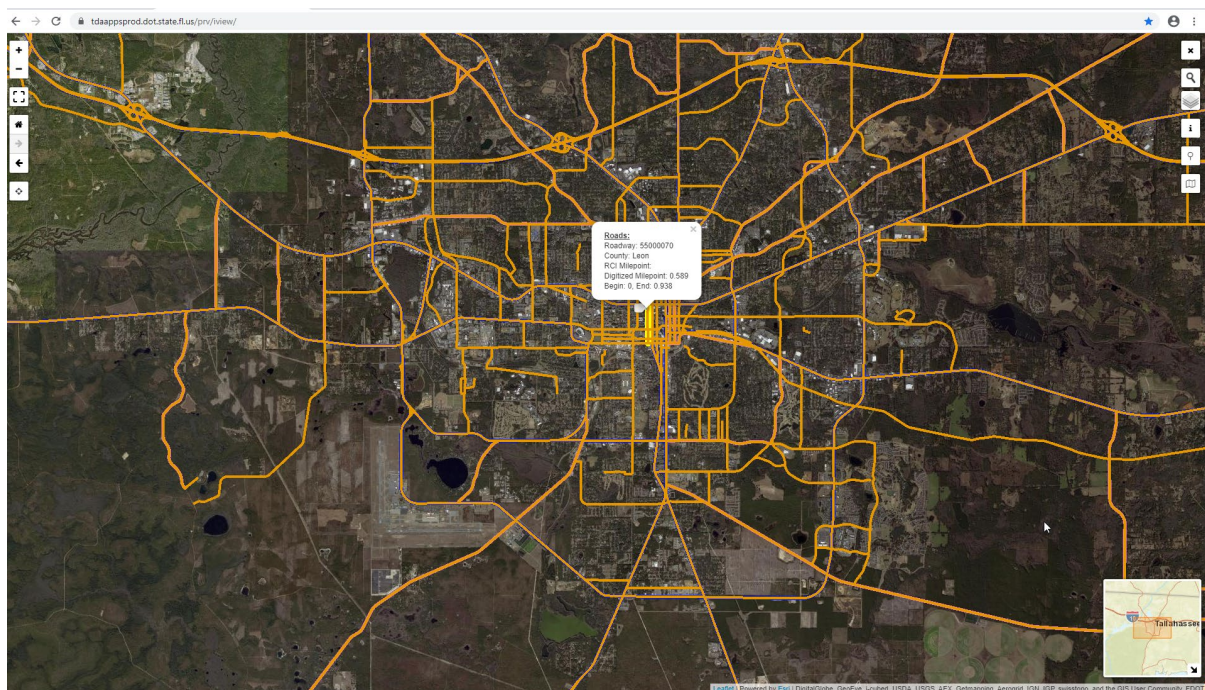 tdaappsprod.dot.state.fl.us/prv/iview/
Roads:
Roadway: 55000070
County: Leon
RCI Milepoint:
Digitized Milepoint: 0.589
Begin: 0, End: 0.938
Tallahassee
Leaflet | Powered by Esri | DigitalGlobe, GeoEye, i-cubed, USDA, USGS, AEX, Getmapping, Aerogrid, IGN, IGP, swisstopo, and the GIS User Community, FDOT